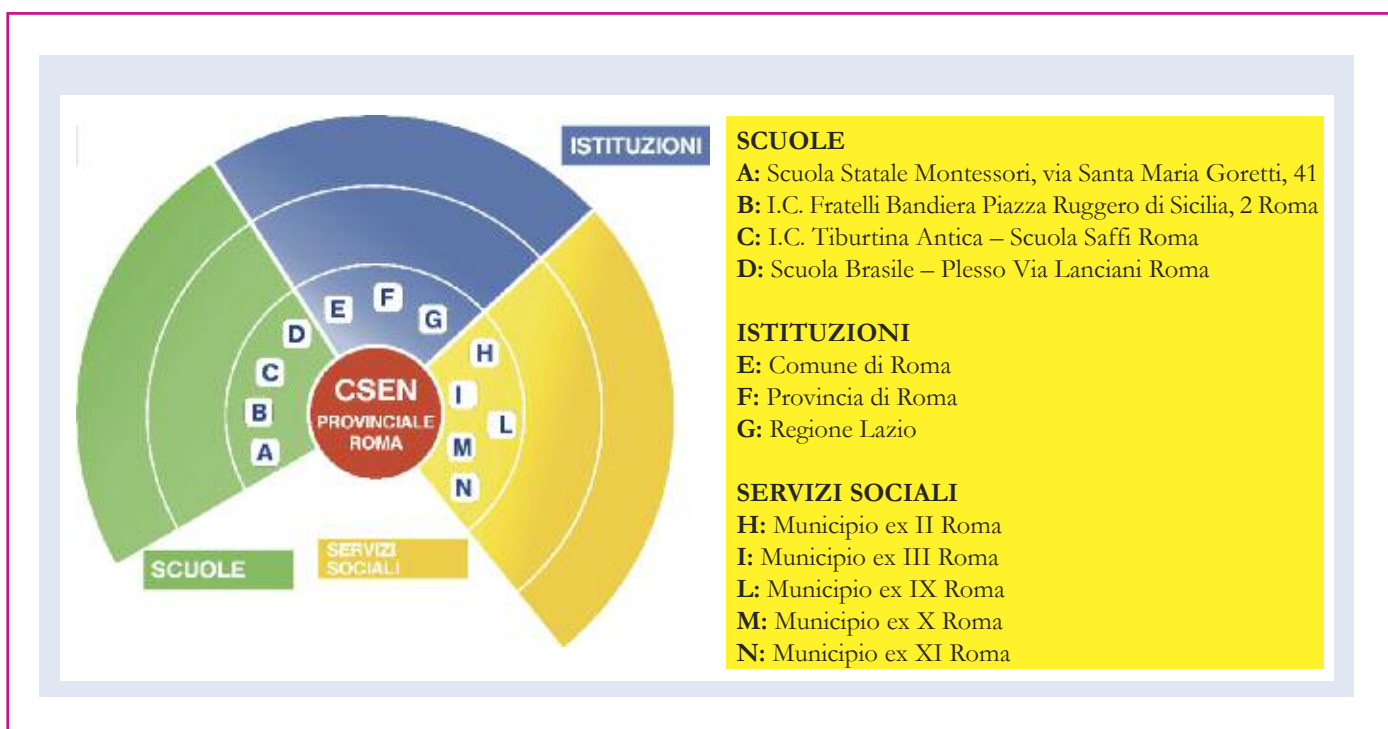 ISTITUZIONI
E
F
G
D
H
C
I
B
L
A
M
N
CSEN
PROVINCIALE
ROMA
SCUOLE
SERVIZI
SOCIALI
SCUOLE
A: Scuola Statale Montessori, via Santa Maria Goretti, 41
B: I.C. Fratelli Bandiera Piazza Ruggero di Sicilia, 2 Roma
C: I.C. Tiburtina Antica – Scuola Saffi Roma
D: Scuola Brasile – Plesso Via Lanciani Roma
ISTITUZIONI
E: Comune di Roma
F: Provincia di Roma
G: Regione Lazio
SERVIZI SOCIALI
H: Municipio ex II Roma
I: Municipio ex III Roma
L: Municipio ex IX Roma
M: Municipio ex X Roma
N: Municipio ex XI Roma